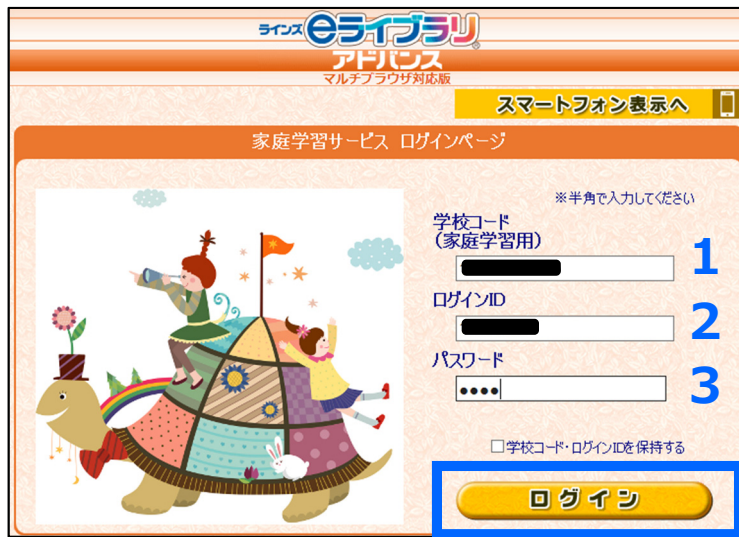 ラインズeライブラリ
アドバンス
マルチブラウザ対応版
スマートフォン表示へ
家庭学習サービス ログインページ
※半角で入力してください
学校コード
(家庭学習用)
1
ログインID
2
パスワード
●●●●
3
学校コード・ログインIDを保持する
ログイン